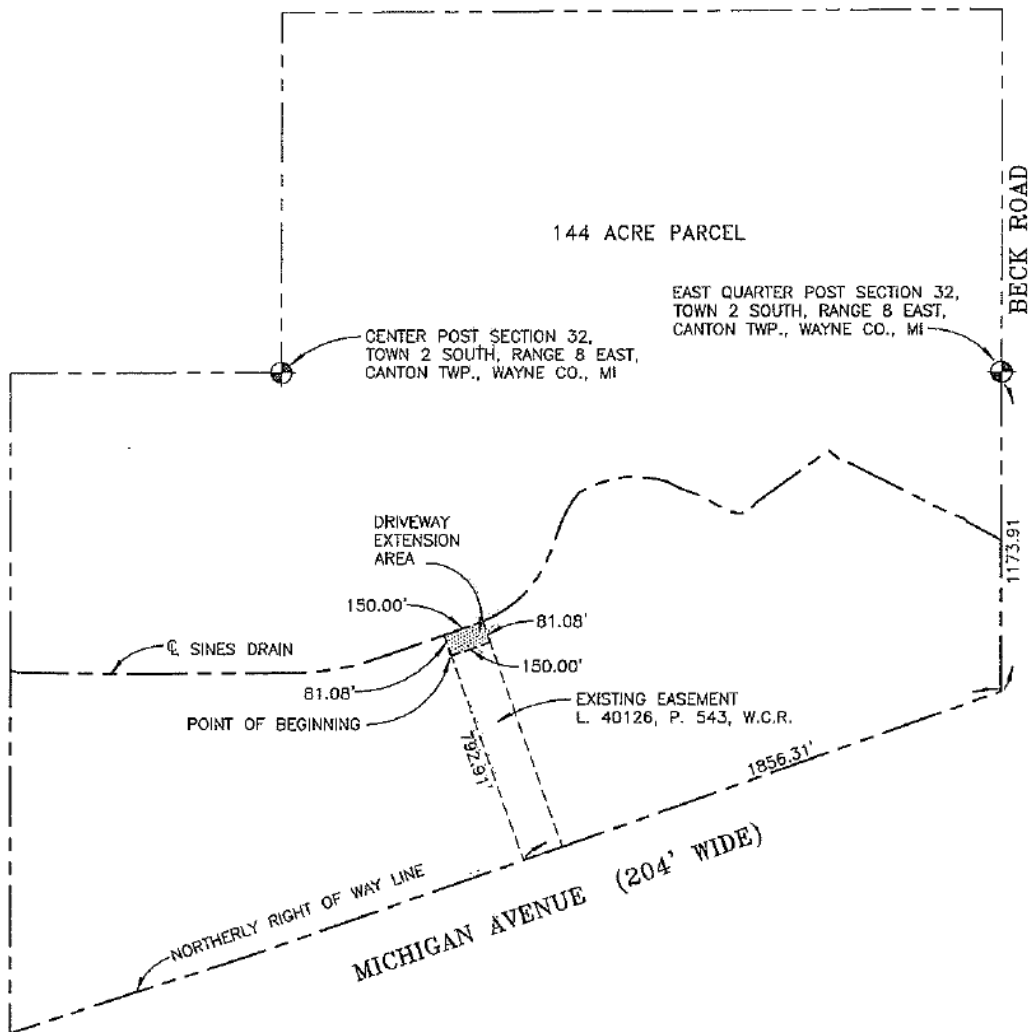 144 ACRE PARCEL
BECK ROAD
EAST QUARTER POST SECTION 32,
TOWN 2 SOUTH, RANGE 8 EAST,
CANTON TWP., WAYNE CO., MI
CENTER POST SECTION 32,
TOWN 2 SOUTH, RANGE 8 EAST,
CANTON TWP., WAYNE CO., MI
1173.91
DRIVEWAY
EXTENSION
AREA
150.00'
81.08'
℄ SINES DRAIN
150.00'
81.08'
POINT OF BEGINNING
EXISTING EASEMENT
L. 40126, P. 543, W.C.R.
792.91'
1856.31'
NORTHERLY RIGHT OF WAY LINE
MICHIGAN AVENUE (204' WIDE)